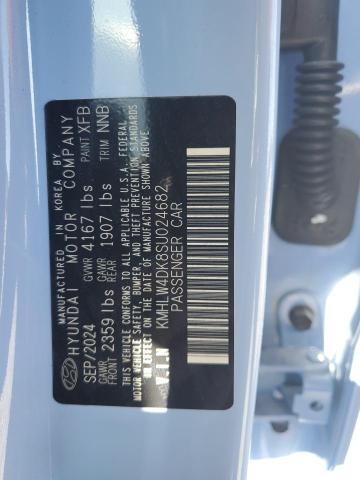 MANUFACTURED IN KOREA BY
HYUNDAI MOTOR COMPANY
SEP/2024 GVWR 4167 lbs PAINT XFB
GAWR FRONT 2359 lbs GAWR REAR 1907 lbs TRIM NNB
THIS VEHICLE CONFORMS TO ALL APPLICABLE U.S.A. FEDERAL
MOTOR VEHICLE SAFETY, BUMPER, AND THEFT PREVENTION STANDARDS
IN EFFECT ON THE DATE OF MANUFACTURE SHOWN ABOVE.
V.I.N KMHLW4DK8SU024682
PASSENGER CAR